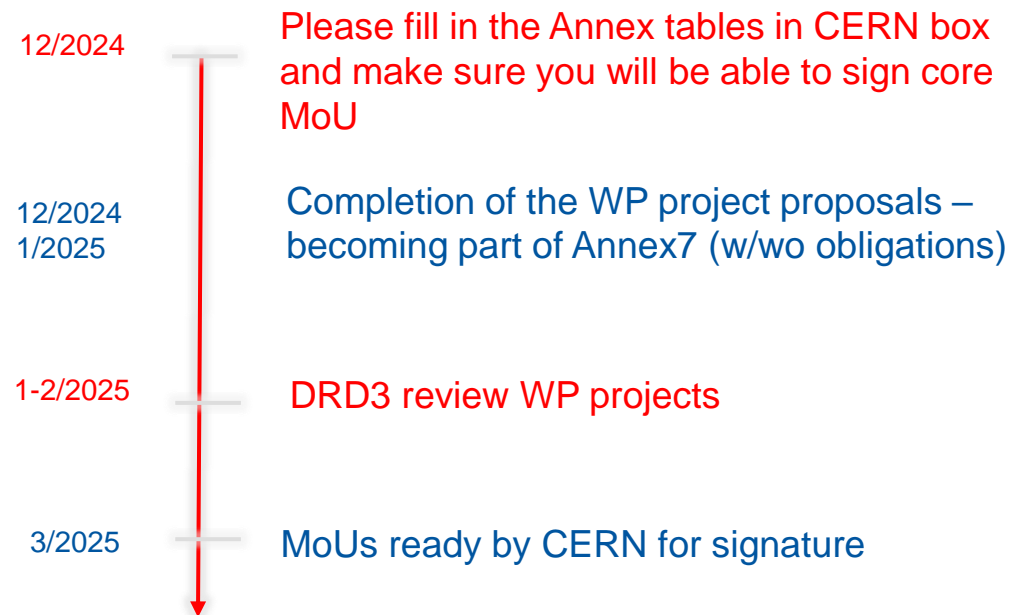 12/2024
Please fill in the Annex tables in CERN box
and make sure you will be able to sign core
MoU
12/2024
1/2025
Completion of the WP project proposals –
becoming part of Annex7 (w/wo obligations)
1-2/2025
DRD3 review WP projects
3/2025
MoUs ready by CERN for signature